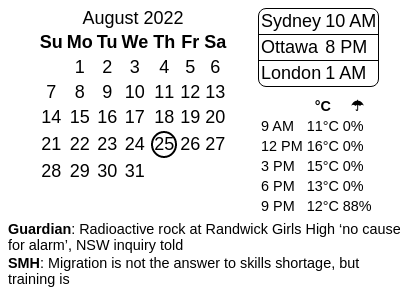 August 2022
Su Mo Tu We Th Fr Sa
1 2 3 4 5 6
7 8 9 10 11 12 13
14 15 16 17 18 19 20
21 22 23 24 25 26 27
28 29 30 31
Sydney 10 AM
Ottawa 8 PM
London 1 AM
°C ☂
9 AM 11°C 0%
12 PM 16°C 0%
3 PM 15°C 0%
6 PM 13°C 0%
9 PM 12°C 88%
Guardian: Radioactive rock at Randwick Girls High ‘no cause
for alarm’, NSW inquiry told
SMH: Migration is not the answer to skills shortage, but
training is